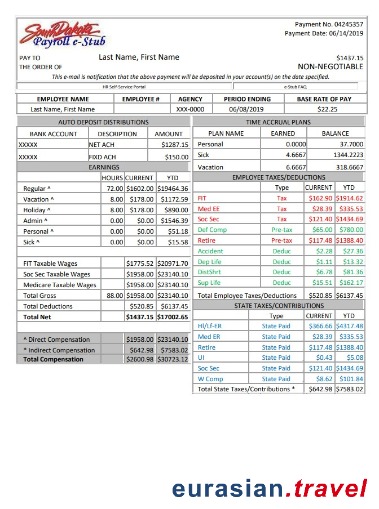 South Dakota
Payroll e-Stub
Payment No. 04245357
Payment Date: 06/14/2019
PAY TO
THE ORDER OF
Last Name, First Name
$1437.15
NON-NEGOTIABLE
This e-mail is notification that the above payment will be deposited in your account(s) on the date specified.
HR Self-Service Portal e-Stub FAQ
EMPLOYEE NAME EMPLOYEE # AGENCY PERIOD ENDING BASE RATE OF PAY
Last Name, First Name XXX-0000 06/08/2019 $22.25
AUTO DEPOSIT DISTRIBUTIONS
BANK ACCOUNT DESCRIPTION AMOUNT
XXXXX NET ACH $1287.15
XXXXX FIXD ACH $150.00
EARNINGS
HOURS CURRENT YTD
Regular ^ 72.00 $1602.00 $19464.36
Vacation ^ 8.00 $178.00 $1172.59
Holiday ^ 8.00 $178.00 $890.00
Admin ^ 0.00 $0.00 $1546.39
Personal ^ 0.00 $0.00 $51.18
Sick ^ 0.00 $0.00 $15.58
FIT Taxable Wages $1775.52 $20971.70
Soc Sec Taxable Wages $1958.00 $23140.10
Medicare Taxable Wages $1958.00 $23140.10
Total Gross 88.00 $1958.00 $23140.10
Total Deductions $520.85 $6137.45
Total Net $1437.15 $17002.65
^ Direct Compensation $1958.00 $23140.10
* Indirect Compensation $642.98 $7583.02
Total Compensation $2600.98 $30723.12
TIME ACCRUAL PLANS
PLAN NAME EARNED BALANCE
Personal 0.0000 37.7000
Sick 4.6667 1344.2223
Vacation 6.6667 318.6667
EMPLOYEE TAXES/DEDUCTIONS
Type CURRENT YTD
FIT Tax $162.90 $1914.62
Med EE Tax $28.39 $335.53
Soc Sec Tax $121.40 $1434.69
Def Comp Pre-tax $65.00 $780.00
Retire Pre-tax $117.48 $1388.40
Accident Deduc $2.28 $27.36
Dep Life Deduc $1.11 $13.32
DistShrt Deduc $6.78 $81.36
Sup Life Deduc $15.51 $162.17
Total Employee Taxes/Deductions $520.85 $6137.45
STATE TAXES/CONTRIBUTIONS
Type CURRENT YTD
Hl/Lf-ER State Paid $366.66 $4317.48
Med ER State Paid $28.39 $335.53
Retire State Paid $117.48 $1388.40
UI State Paid $0.43 $5.08
Soc Sec State Paid $121.40 $1434.69
W Comp State Paid $8.62 $101.84
Total State Taxes/Contributions * $642.98 $7583.02
eurasian.travel